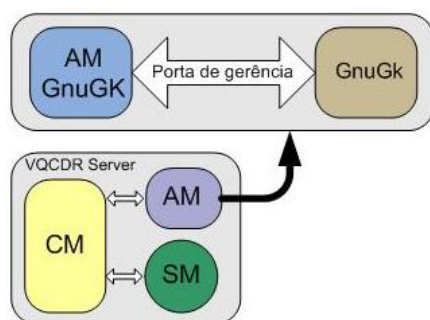 AM
GnuGK
Porta de gerência
GnuGk
VQCDR Server
CM
AM
SM